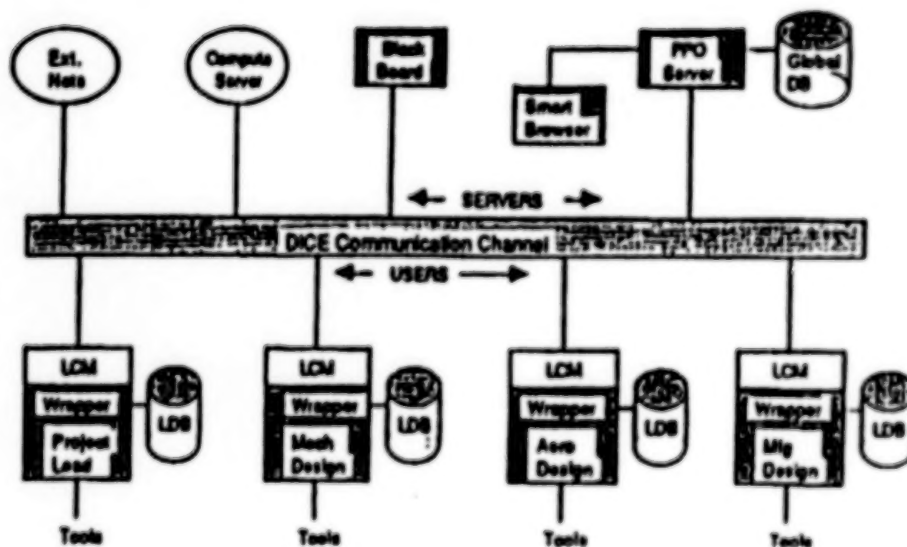 Ext.
Nets
Compute
Server
Black
Board
PPO
Server
Global
DB
Smart
Browser
SERVERS
DICE Communication Channel
USERS
LCM
LCM
LCM
LCM
Wrapper
LDB
Wrapper
LDB
Wrapper
LDB
Wrapper
LDB
Project
Lead
Mech
Design
Aero
Design
Mfg
Design
Tools
Tools
Tools
Tools